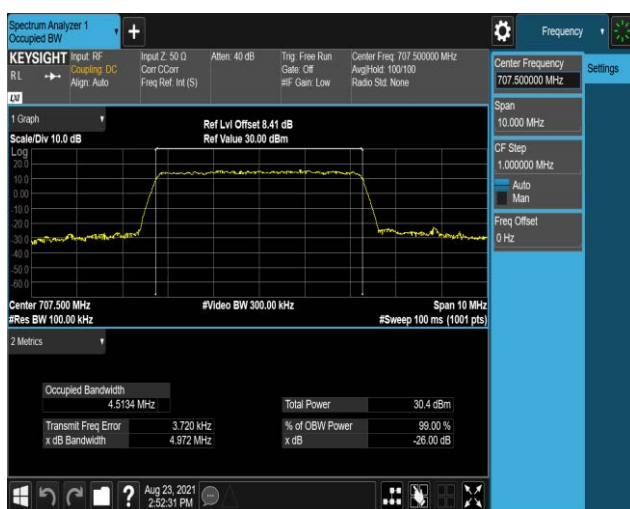 Spectrum Analyzer 1
Occupied BW
+
Frequency
KEYSIGHT
RL
LXI
Input: RF
Coupling: DC
Align: Auto
Input Z: 50 Ω
Corr CCorr
Freq Ref: Int (S)
Atten: 40 dB
Trig: Free Run
Gate: Off
#IF Gain: Low
Center Freq: 707.500000 MHz
Avg|Hold: 100/100
Radio Std: None
Center Frequency
707.500000 MHz
Settings
Span
10.000 MHz
CF Step
1.000000 MHz
Auto
Man
Freq Offset
0 Hz
1 Graph
Scale/Div 10.0 dB
Ref Lvl Offset 8.41 dB
Ref Value 30.00 dBm
Log
20.0
10.0
0.00
-10.0
-20.0
-30.0
-40.0
-50.0
-60.0
Center 707.500 MHz
#Video BW 300.00 kHz
Span 10 MHz
#Res BW 100.00 kHz
#Sweep 100 ms (1001 pts)
2 Metrics
Occupied Bandwidth
4.5134 MHz
Total Power 30.4 dBm
Transmit Freq Error 3.720 kHz
% of OBW Power 99.00 %
x dB Bandwidth 4.972 MHz
x dB -26.00 dB
?
Aug 23, 2021
2:52:31 PM